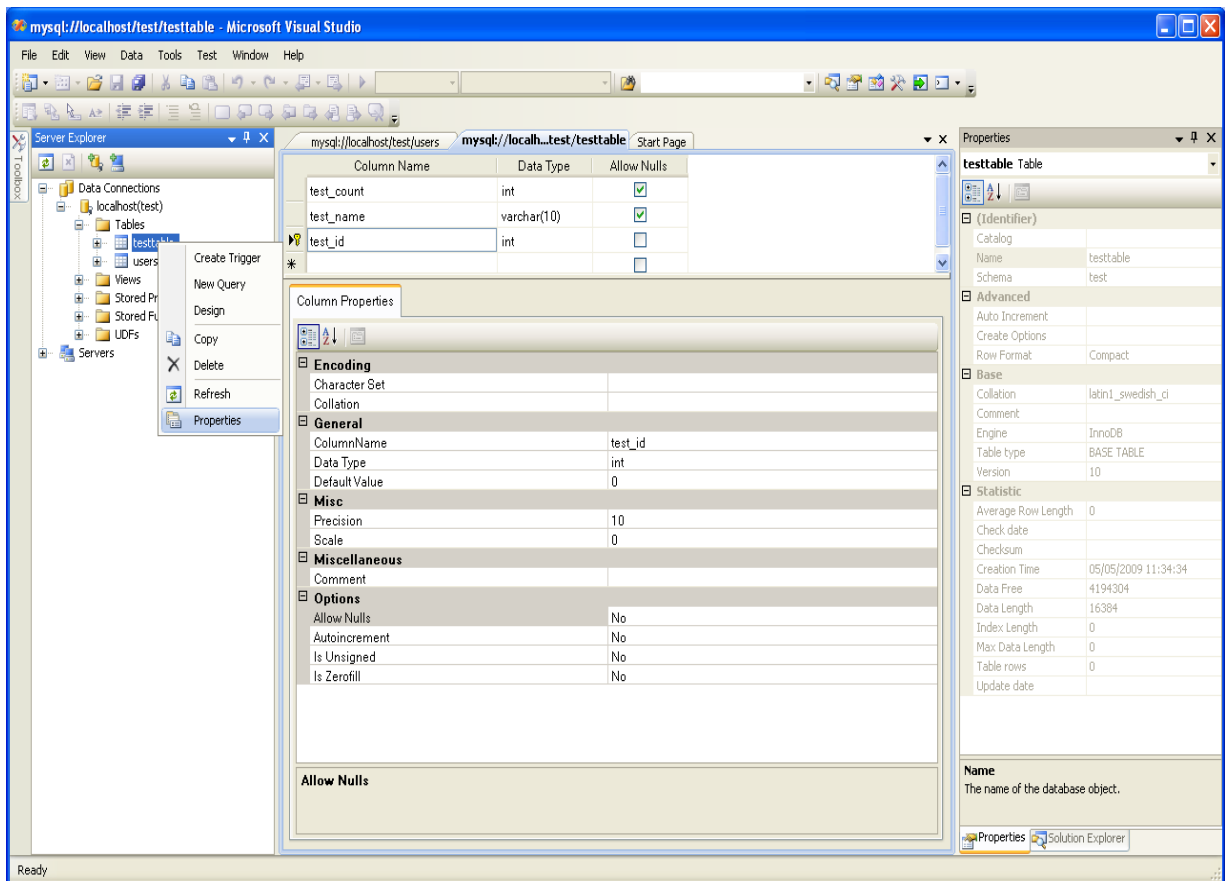 mysql://localhost/test/testtable - Microsoft Visual Studio
File Edit View Data Tools Test Window Help
Toolbox
Server Explorer
Data Connections
localhost(test)
Tables
testtable
users
Views
Stored Pr
Stored Fu
UDFs
Servers
Create Trigger
New Query
Design
Copy
Delete
Refresh
Properties
mysql://localhost/test/users mysql://localh...test/testtable Start Page
Column Name Data Type Allow Nulls
test_count int
test_name varchar(10)
test_id int
Column Properties
Encoding
Character Set
Collation
General
ColumnName test_id
Data Type int
Default Value 0
Misc
Precision 10
Scale 0
Miscellaneous
Comment
Options
Allow Nulls No
Autoincrement No
Is Unsigned No
Is Zerofill No
Allow Nulls
Properties
testtable Table
(Identifier)
Catalog
Name testtable
Schema test
Advanced
Auto Increment
Create Options
Row Format Compact
Base
Collation latin1_swedish_ci
Comment
Engine InnoDB
Table type BASE TABLE
Version 10
Statistic
Average Row Length 0
Check date
Checksum
Creation Time 05/05/2009 11:34:34
Data Free 4194304
Data Length 16384
Index Length 0
Max Data Length 0
Table rows 0
Update date
Name
The name of the database object.
Properties Solution Explorer
Ready